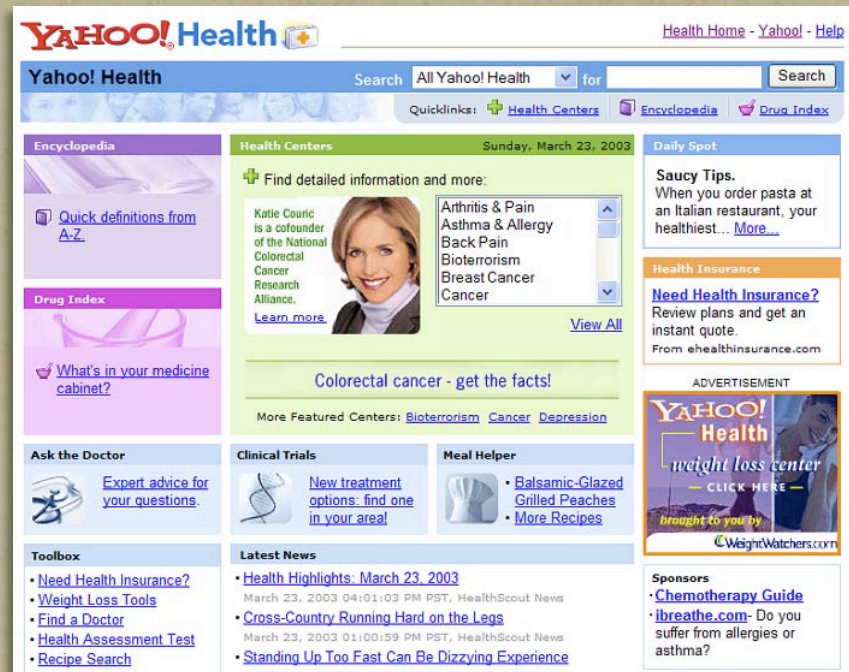 YAHOO! Health
Health Home - Yahoo! - Help
Yahoo! Health
Search All Yahoo! Health for Search
Quicklinks: Health Centers Encyclopedia Drug Index
Encyclopedia
Quick definitions from
A-Z.
Drug Index
What's in your medicine
cabinet?
Health Centers Sunday, March 23, 2003
Find detailed information and more:
Katie Couric
is a cofounder
of the National
Colorectal
Cancer
Research
Alliance.
Learn more.
Arthritis & Pain
Asthma & Allergy
Back Pain
Bioterrorism
Breast Cancer
Cancer
View All
Colorectal cancer - get the facts!
More Featured Centers: Bioterrorism Cancer Depression
Daily Spot
Saucy Tips.
When you order pasta at
an Italian restaurant, your
healthiest... More...
Health Insurance
Need Health Insurance?
Review plans and get an
instant quote.
From ehealthinsurance.com
ADVERTISEMENT
YAHOO!
Health
weight loss center
— CLICK HERE —
brought to you by
WeightWatchers.com
Ask the Doctor
Expert advice for
your questions.
Clinical Trials
New treatment
options: find one
in your area!
Meal Helper
• Balsamic-Glazed
Grilled Peaches
• More Recipes
Toolbox
• Need Health Insurance?
• Weight Loss Tools
• Find a Doctor
• Health Assessment Test
• Recipe Search
Latest News
• Health Highlights: March 23, 2003
March 23, 2003 04:01:03 PM PST, HealthScout News
• Cross-Country Running Hard on the Legs
March 23, 2003 01:00:59 PM PST, HealthScout News
• Standing Up Too Fast Can Be Dizzying Experience
Sponsors
• Chemotherapy Guide
• ibreathe.com- Do you
suffer from allergies or
asthma?